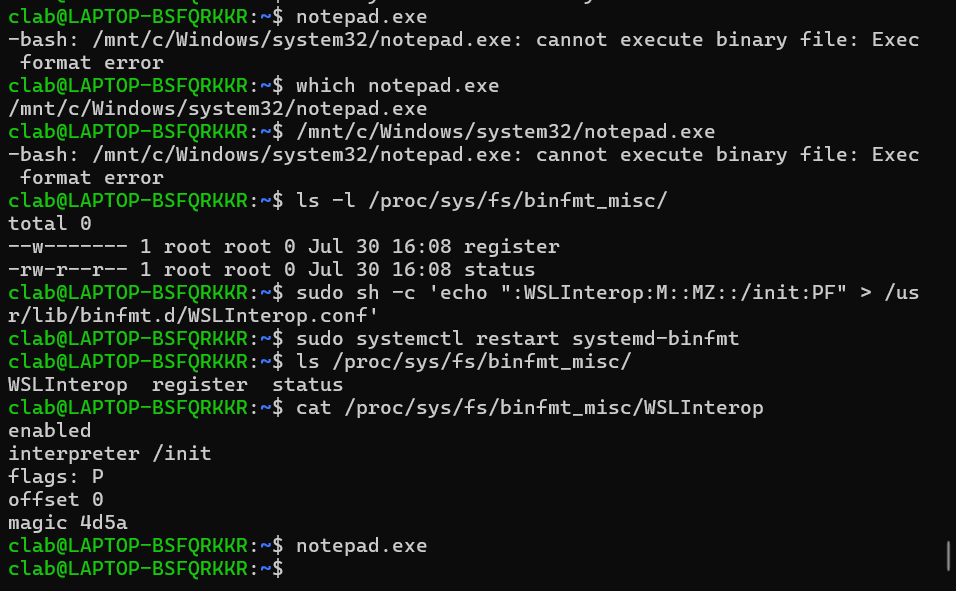 clab@LAPTOP-BSFQRKKR:~$ notepad.exe
-bash: /mnt/c/Windows/system32/notepad.exe: cannot execute binary file: Exec
 format error
clab@LAPTOP-BSFQRKKR:~$ which notepad.exe
/mnt/c/Windows/system32/notepad.exe
clab@LAPTOP-BSFQRKKR:~$ /mnt/c/Windows/system32/notepad.exe
-bash: /mnt/c/Windows/system32/notepad.exe: cannot execute binary file: Exec
 format error
clab@LAPTOP-BSFQRKKR:~$ ls -l /proc/sys/fs/binfmt_misc/
total 0
--w------- 1 root root 0 Jul 30 16:08 register
-rw-r--r-- 1 root root 0 Jul 30 16:08 status
clab@LAPTOP-BSFQRKKR:~$ sudo sh -c 'echo ":WSLInterop:M::MZ::/init:PF" > /us
r/lib/binfmt.d/WSLInterop.conf'
clab@LAPTOP-BSFQRKKR:~$ sudo systemctl restart systemd-binfmt
clab@LAPTOP-BSFQRKKR:~$ ls /proc/sys/fs/binfmt_misc/
WSLInterop  register  status
clab@LAPTOP-BSFQRKKR:~$ cat /proc/sys/fs/binfmt_misc/WSLInterop
enabled
interpreter /init
flags: P
offset 0
magic 4d5a
clab@LAPTOP-BSFQRKKR:~$ notepad.exe
clab@LAPTOP-BSFQRKKR:~$